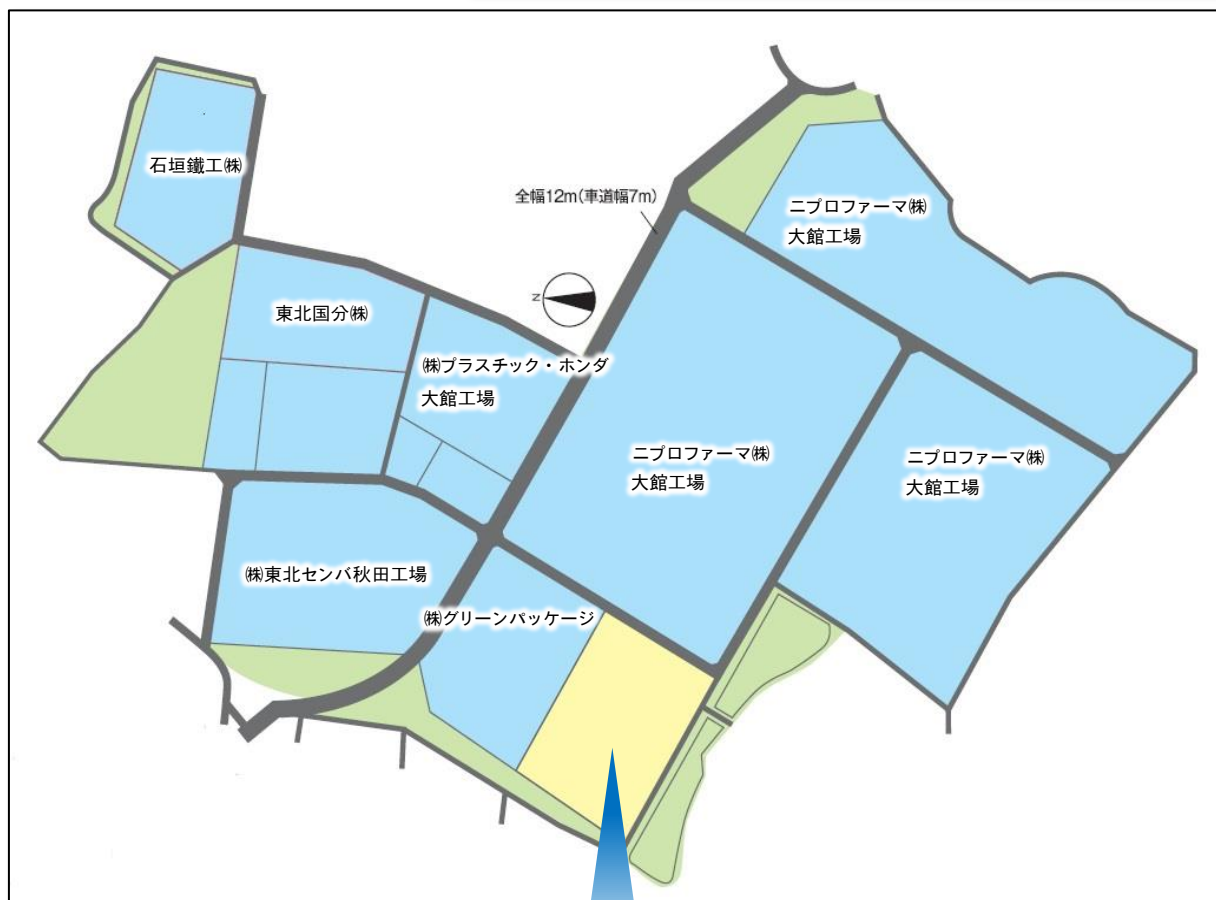 石垣鐵工㈱
全幅12m(車道幅7m)
ニプロファーマ㈱
大館工場
N
東北国分㈱
㈱プラスチック・ホンダ
大館工場
ニプロファーマ㈱
大館工場
ニプロファーマ㈱
大館工場
㈱東北センバ秋田工場
㈱グリーンパッケージ